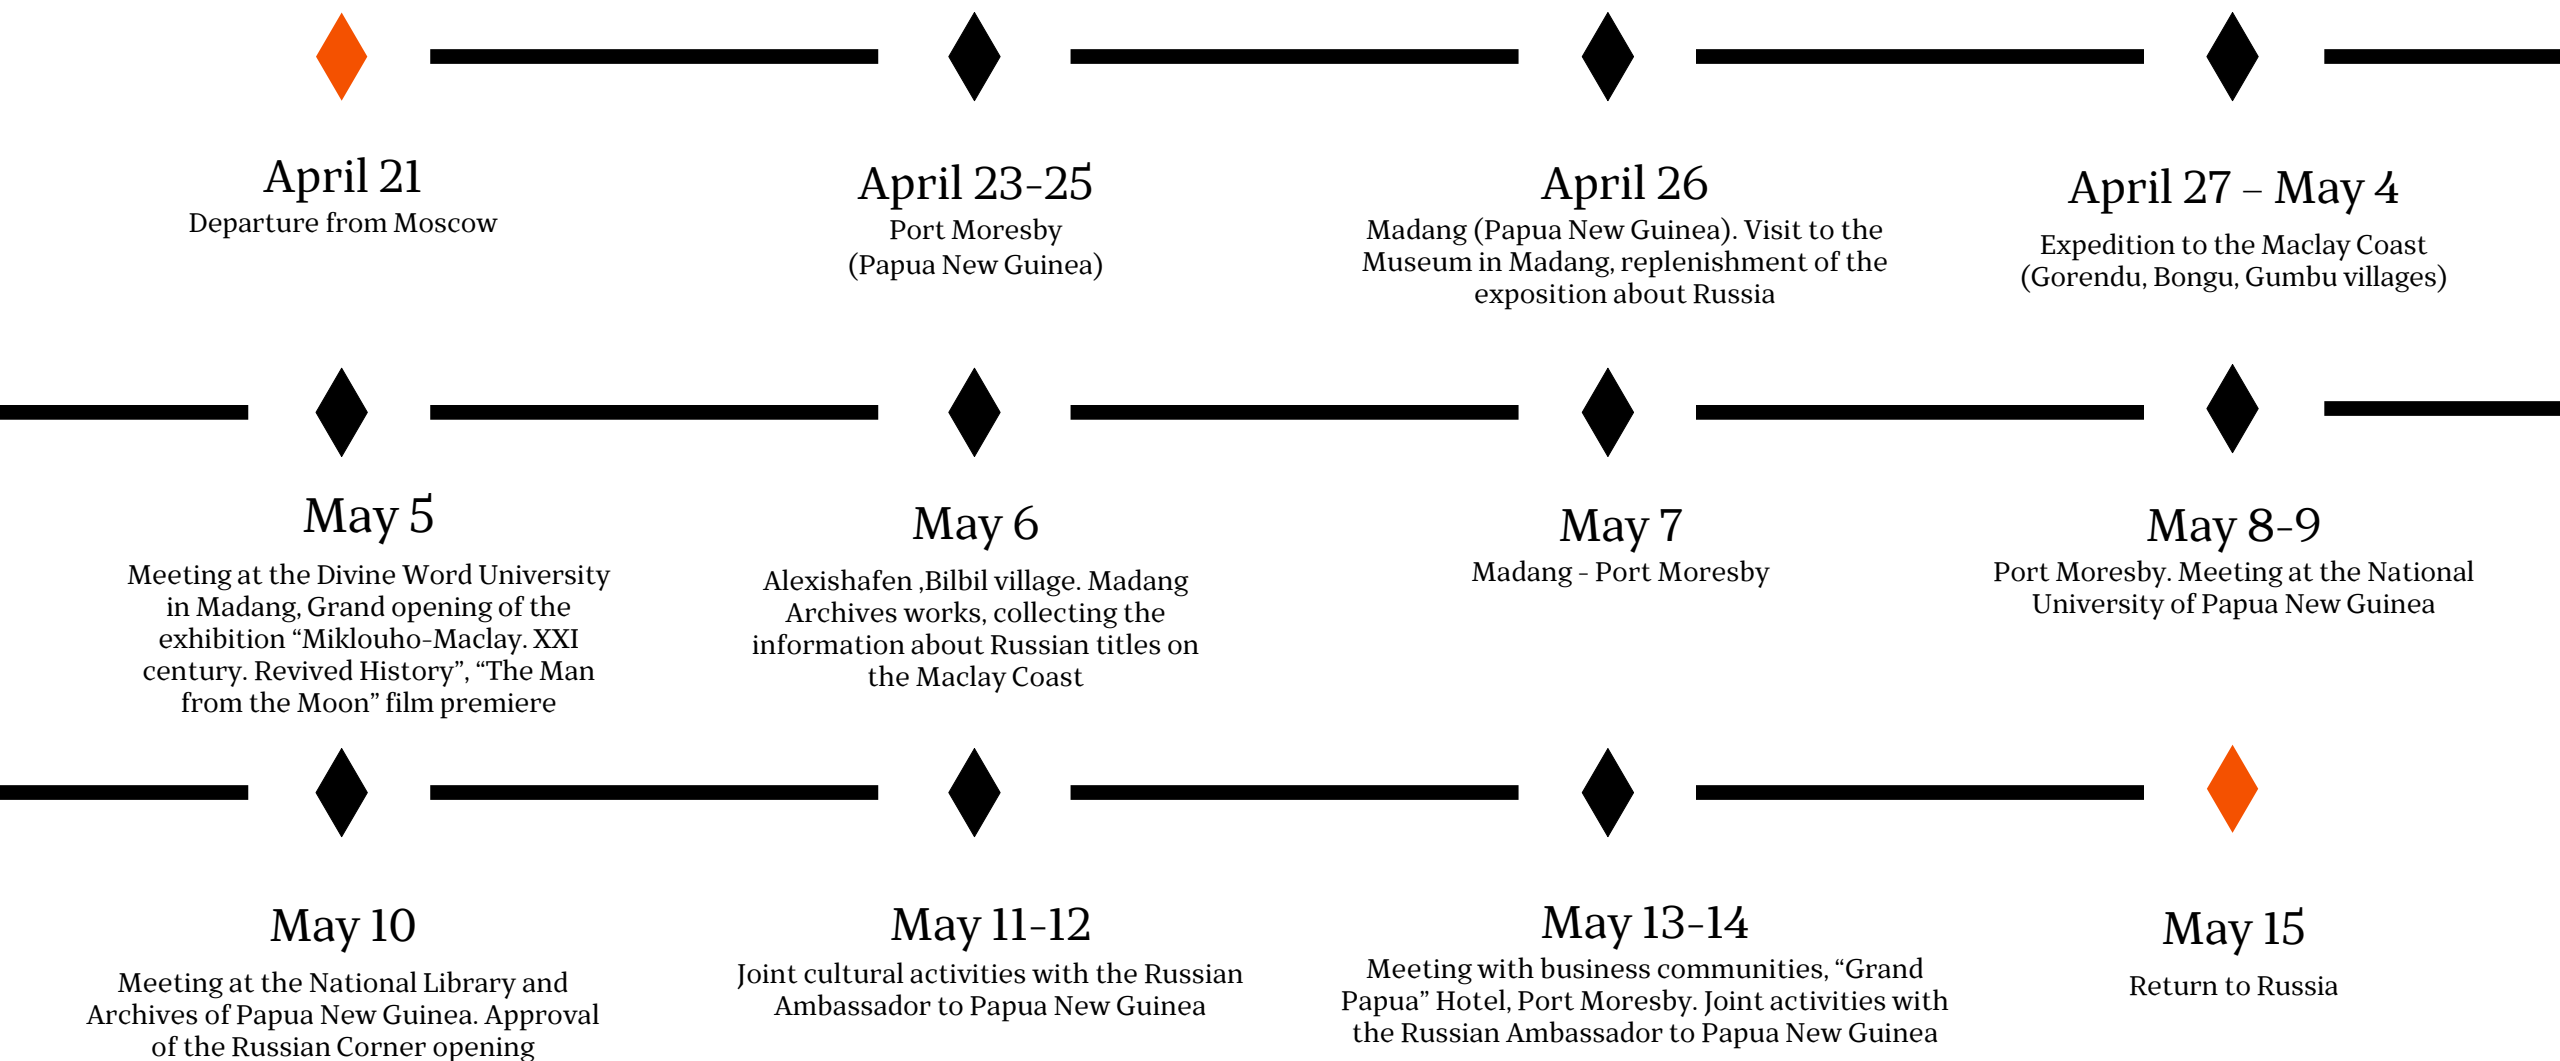 April 21
Departure from Moscow
April 23-25
Port Moresby
(Papua New Guinea)
April 26
Madang (Papua New Guinea). Visit to the
Museum in Madang, replenishment of the
exposition about Russia
April 27 – May 4
Expedition to the Maclay Coast
(Gorendu, Bongu, Gumbu villages)
May 5
Meeting at the Divine Word University
in Madang, Grand opening of the
exhibition “Miklouho-Maclay. XXI
century. Revived History”, “The Man
from the Moon” film premiere
May 6
Alexishafen ,Bilbil village. Madang
Archives works, collecting the
information about Russian titles on
the Maclay Coast
May 7
Madang - Port Moresby
May 8-9
Port Moresby. Meeting at the National
University of Papua New Guinea
May 10
Meeting at the National Library and
Archives of Papua New Guinea. Approval
of the Russian Corner opening
May 11-12
Joint cultural activities with the Russian
Ambassador to Papua New Guinea
May 13-14
Meeting with business communities, “Grand
Papua” Hotel, Port Moresby. Joint activities with
the Russian Ambassador to Papua New Guinea
May 15
Return to Russia